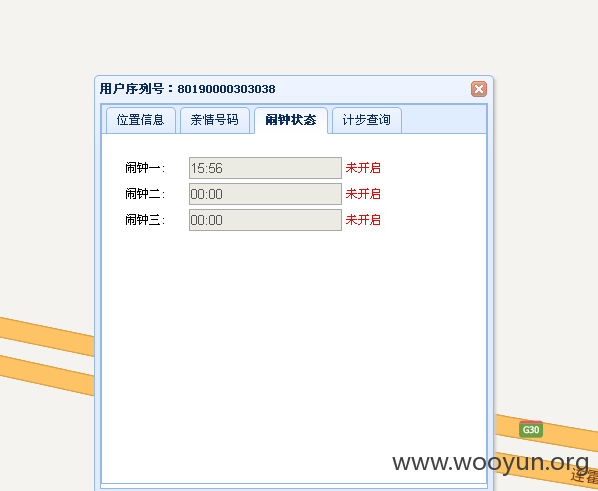 用户序列号：80190000303038
位置信息 亲情号码 闹钟状态 计步查询
闹钟一: 15:56 未开启
闹钟二: 00:00 未开启
闹钟三: 00:00 未开启
G30
www.wooyun.org
连霍